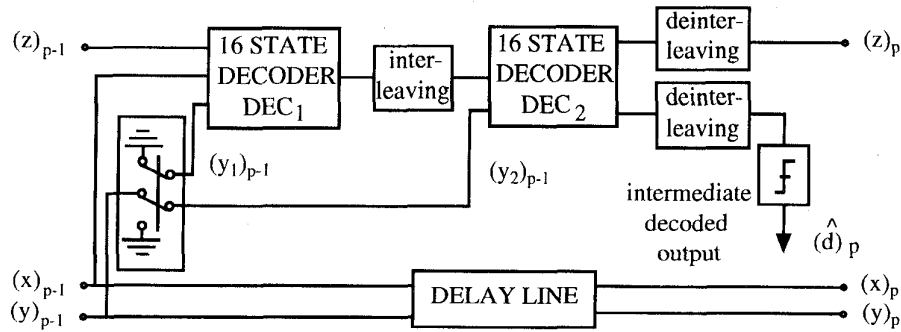 (z)p-1
16 STATE
DECODER
DEC1
inter-
leaving
16 STATE
DECODER
DEC2
deinter-
leaving
(z)p
deinter-
leaving
(y1)p-1
(y2)p-1
intermediate
decoded
output
(d̂)p
(x)p-1
(y)p-1
DELAY LINE
(x)p
(y)p